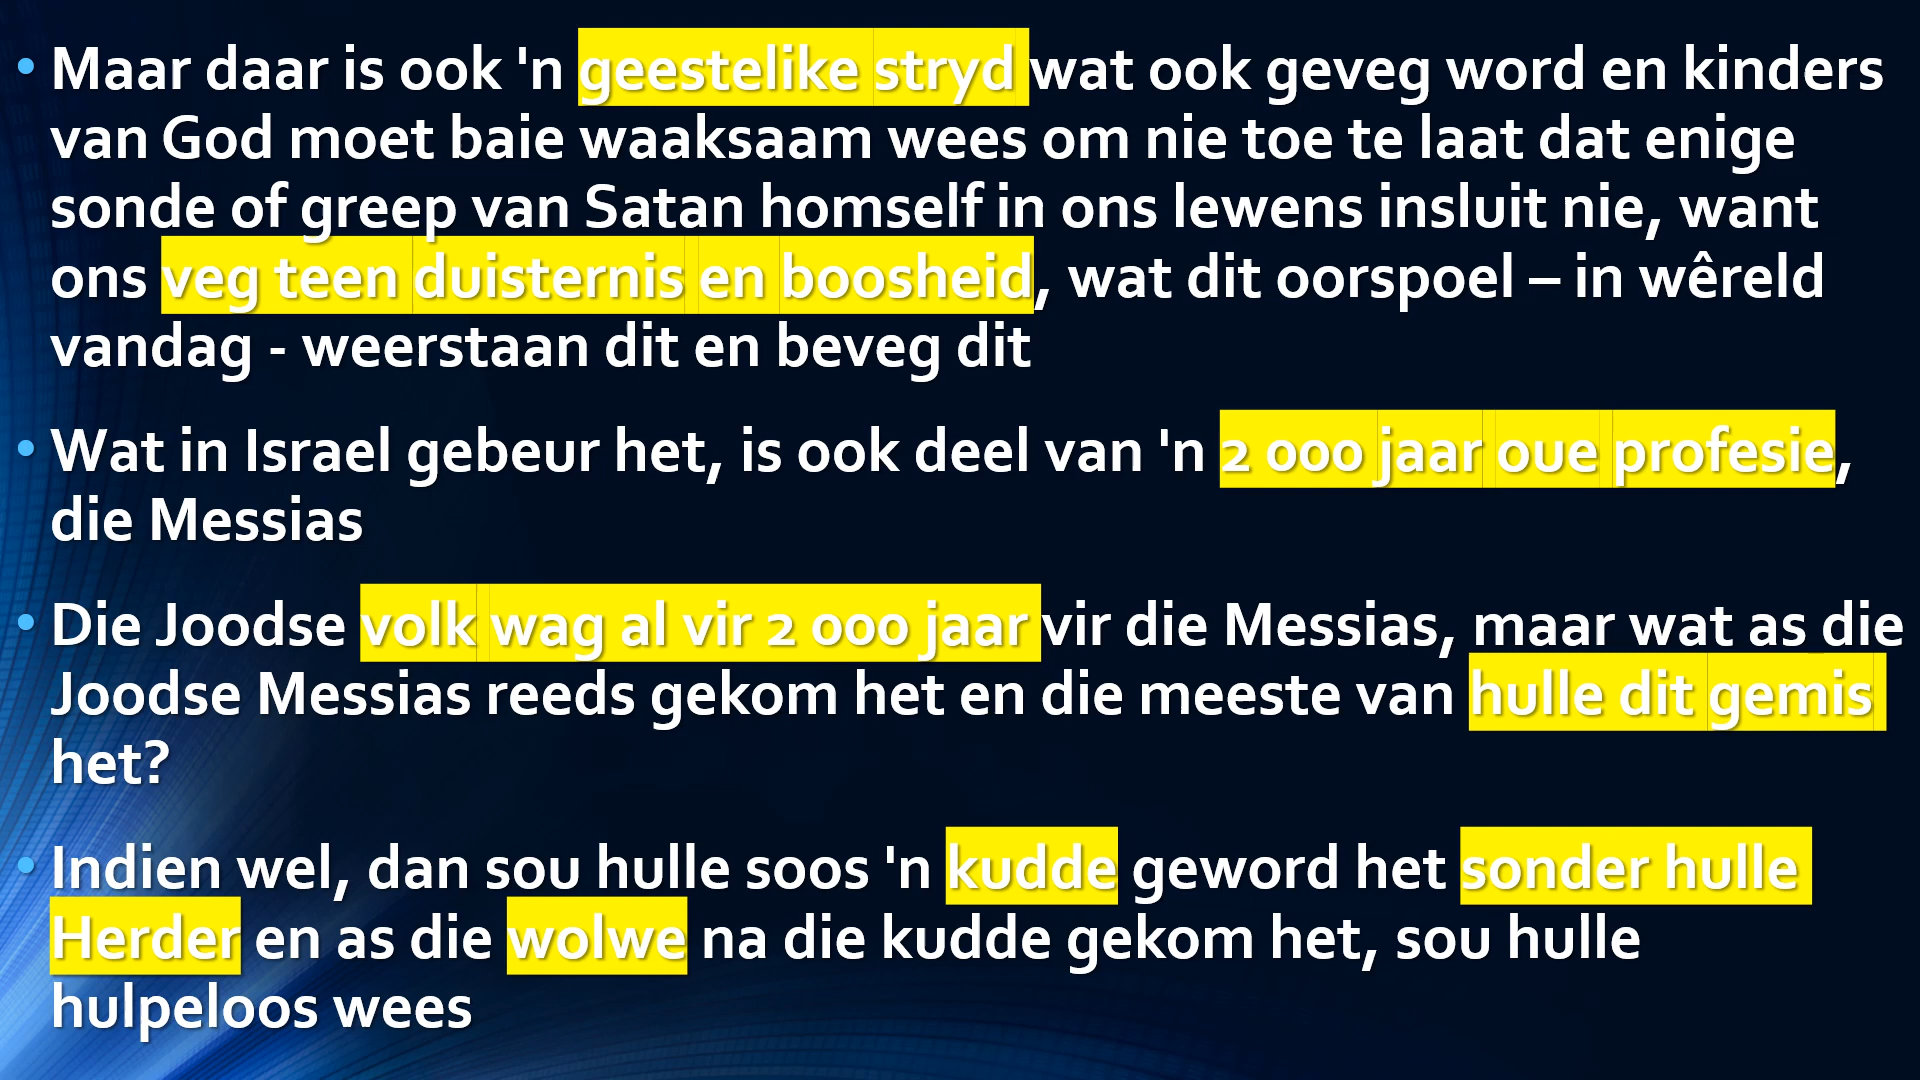 • Maar daar is ook 'n geestelike stryd wat ook geveg word en kinders
van God moet baie waaksaam wees om nie toe te laat dat enige
sonde of greep van Satan homself in ons lewens insluit nie, want
ons veg teen duisternis en boosheid, wat dit oorspoel – in wêreld
vandag - weerstaan dit en beveg dit
• Wat in Israel gebeur het, is ook deel van 'n 2 000 jaar oue profesie,
die Messias
• Die Joodse volk wag al vir 2 000 jaar vir die Messias, maar wat as die
Joodse Messias reeds gekom het en die meeste van hulle dit gemis
het?
• Indien wel, dan sou hulle soos 'n kudde geword het sonder hulle
Herder en as die wolwe na die kudde gekom het, sou hulle
hulpeloos wees